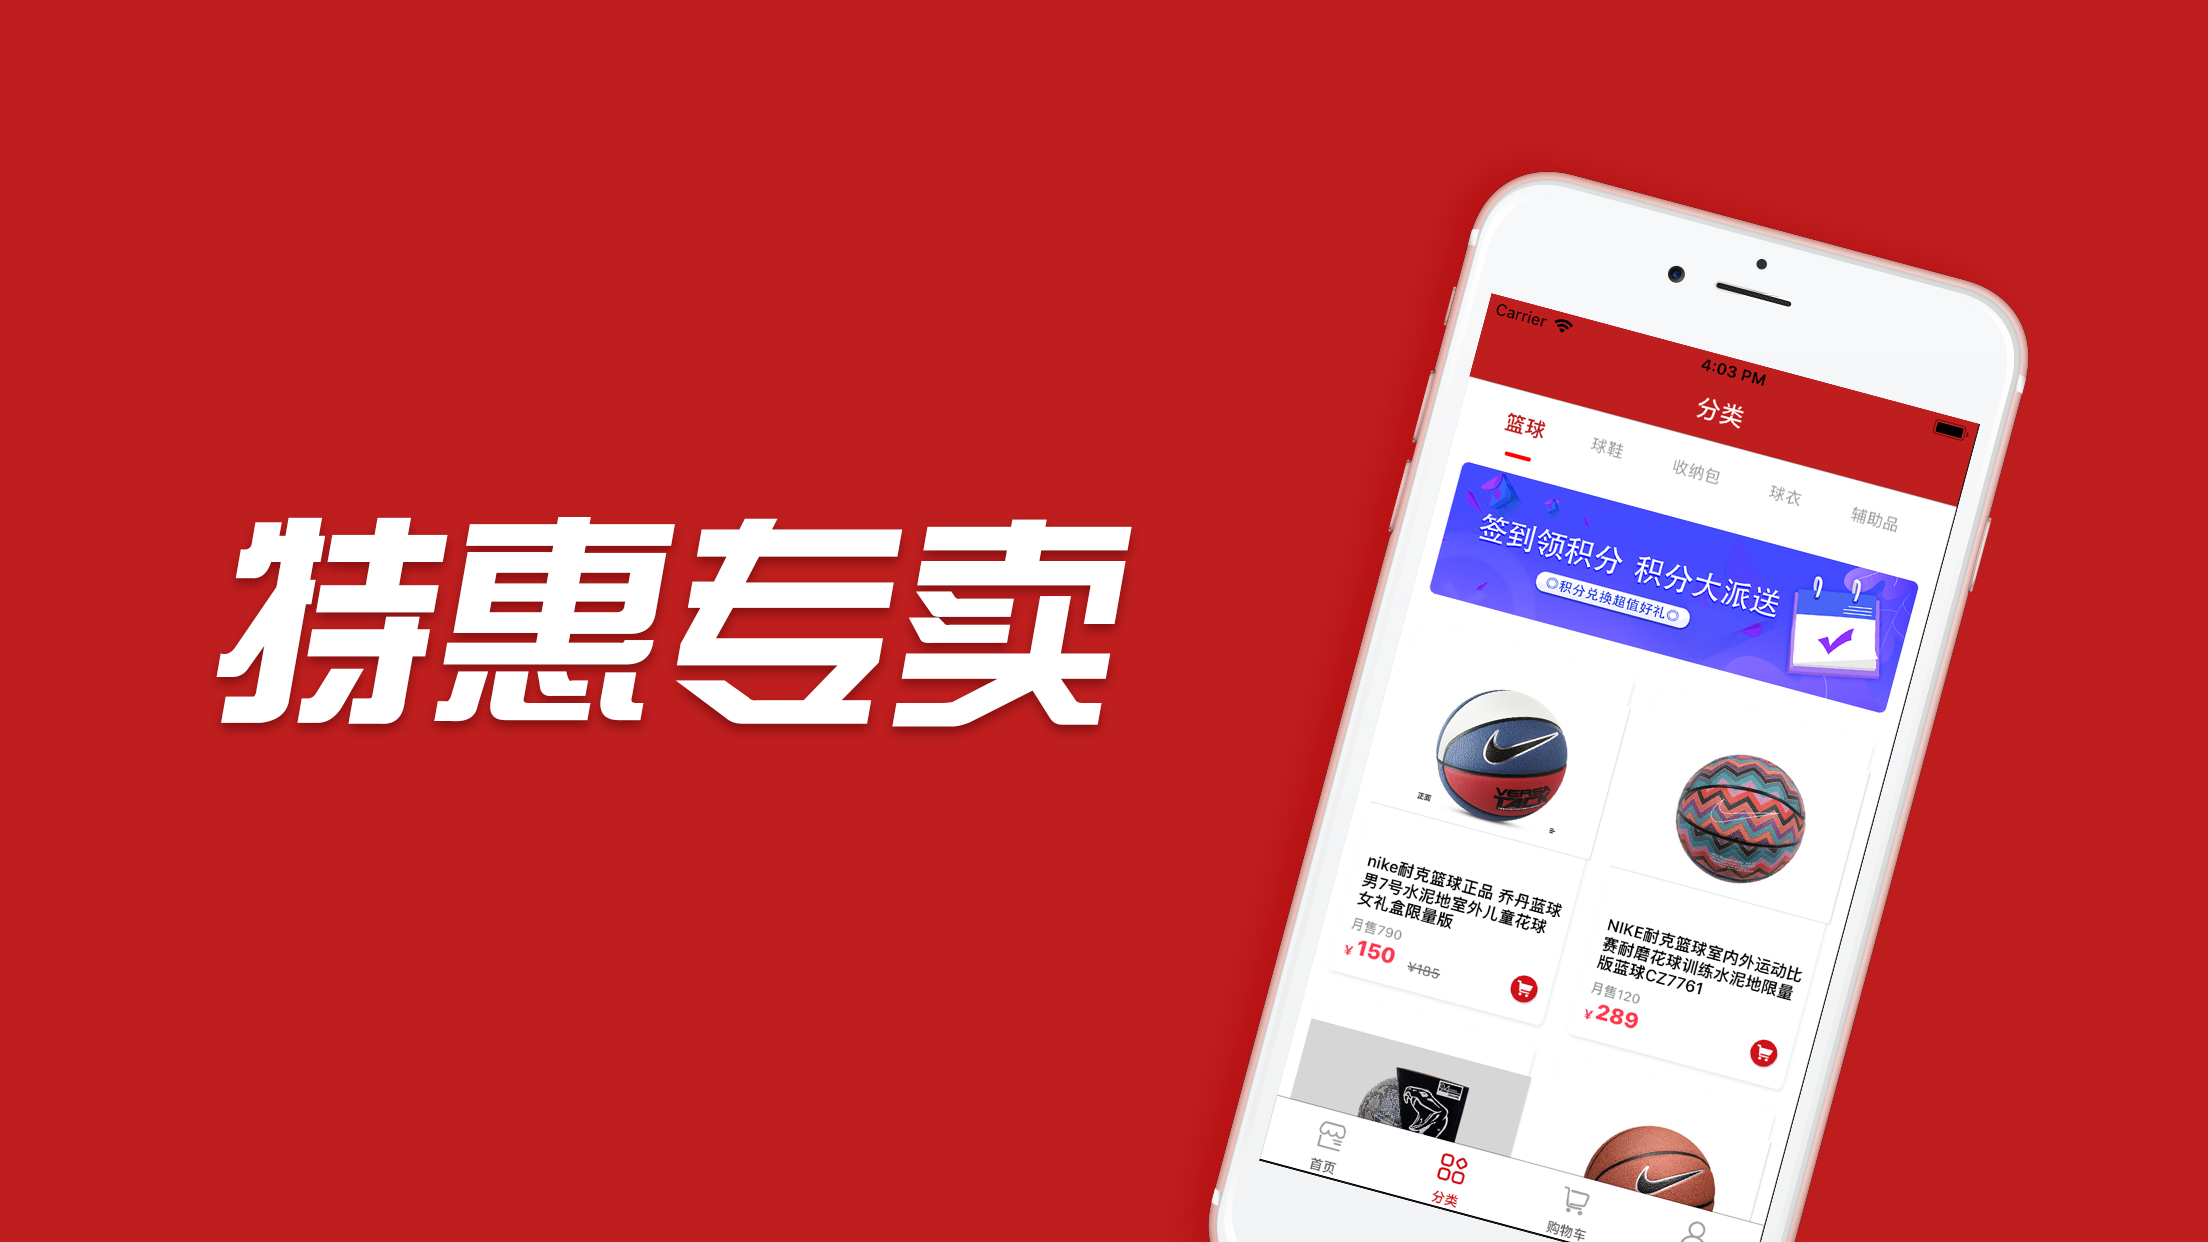 特惠专卖
Carrier
4:03 PM
分类
篮球
球鞋
收纳包
球衣
辅助品
签到领积分 积分大派送
◎积分兑换超值好礼◎
VERSA
TACK
正面
nike耐克篮球正品 乔丹蓝球
男7号水泥地室外儿童花球
女礼盒限量版
月售790
¥150 ¥185
NIKE耐克篮球室内外运动比
赛耐磨花球训练水泥地限量
版蓝球CZ7761
月售120
¥289
首页
分类
购物车